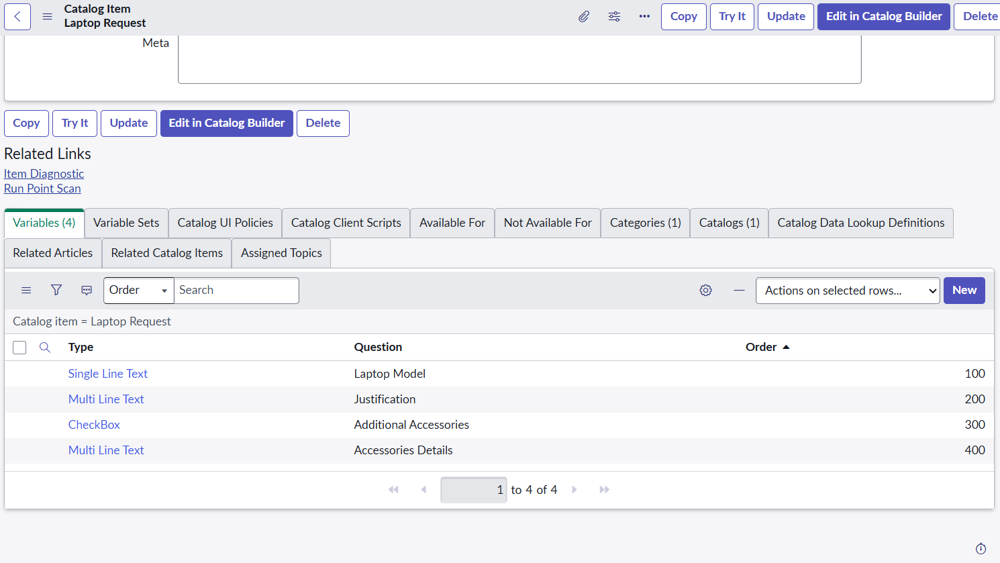 Catalog Item
Laptop Request
Copy Try It Update Edit in Catalog Builder Delete
Meta
Copy Try It Update Edit in Catalog Builder Delete
Related Links
Item Diagnostic
Run Point Scan
Variables (4) Variable Sets Catalog UI Policies Catalog Client Scripts Available For Not Available For Categories (1) Catalogs (1) Catalog Data Lookup Definitions
Related Articles Related Catalog Items Assigned Topics
Order Search Actions on selected rows... New
Catalog item = Laptop Request
Type Question Order
Single Line Text Laptop Model 100
Multi Line Text Justification 200
CheckBox Additional Accessories 300
Multi Line Text Accessories Details 400
1 to 4 of 4